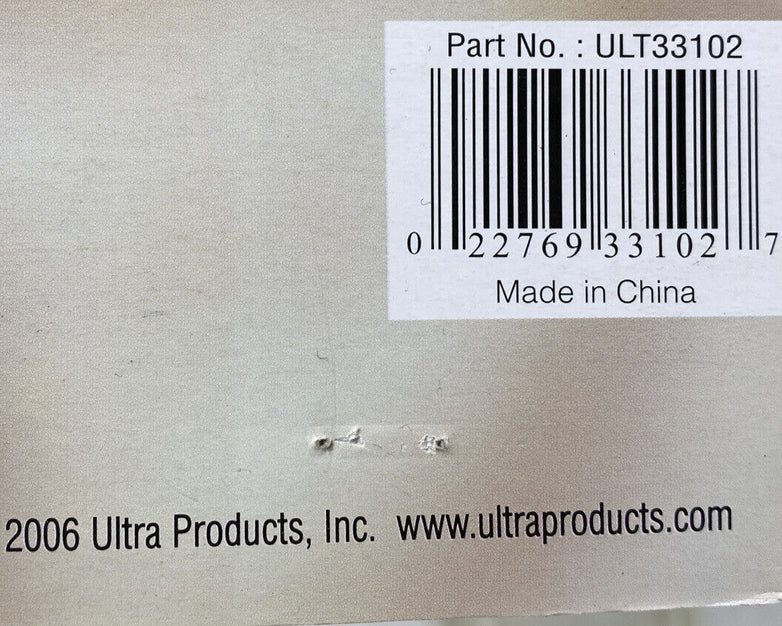 Part No. : ULT33102
0 22769 33102 7
Made in China
2006 Ultra Products, Inc. www.ultraproducts.com